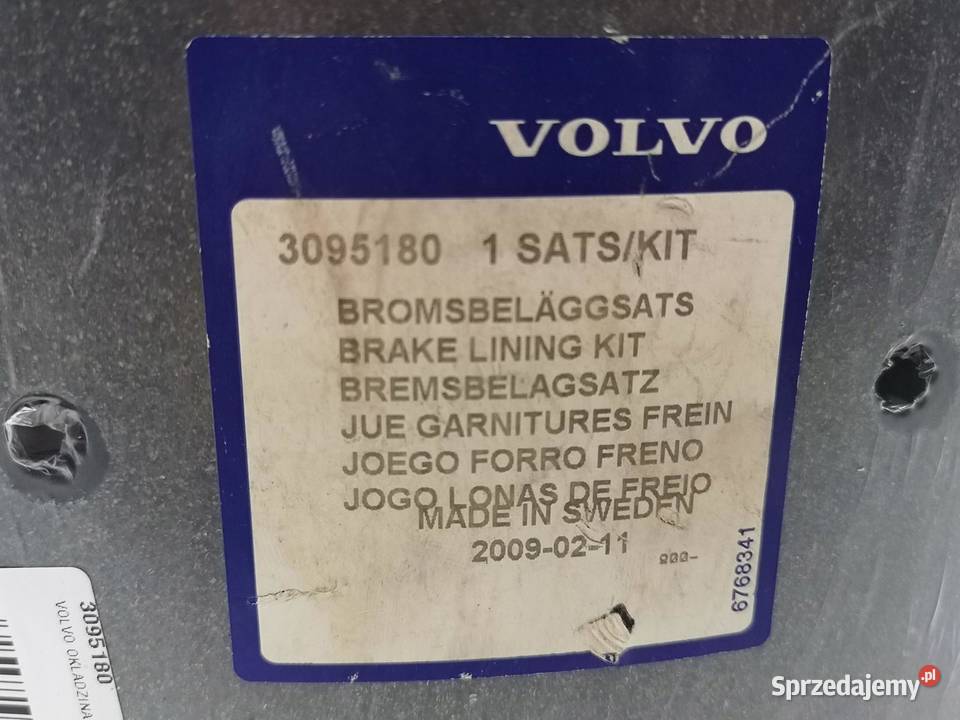 VOLVO
3095180 1 SATS/KIT
BROMSBELÄGGSATS
BRAKE LINING KIT
BREMSBELAGSATZ
JUE GARNITURES FREIN
JOEGO FORRO FRENO
JOGO LONAS DE FREIO
MADE IN SWEDEN
2009-02-11
6768341
3095180
VOLVO OKLADZINA
Sprzedajemy.pl